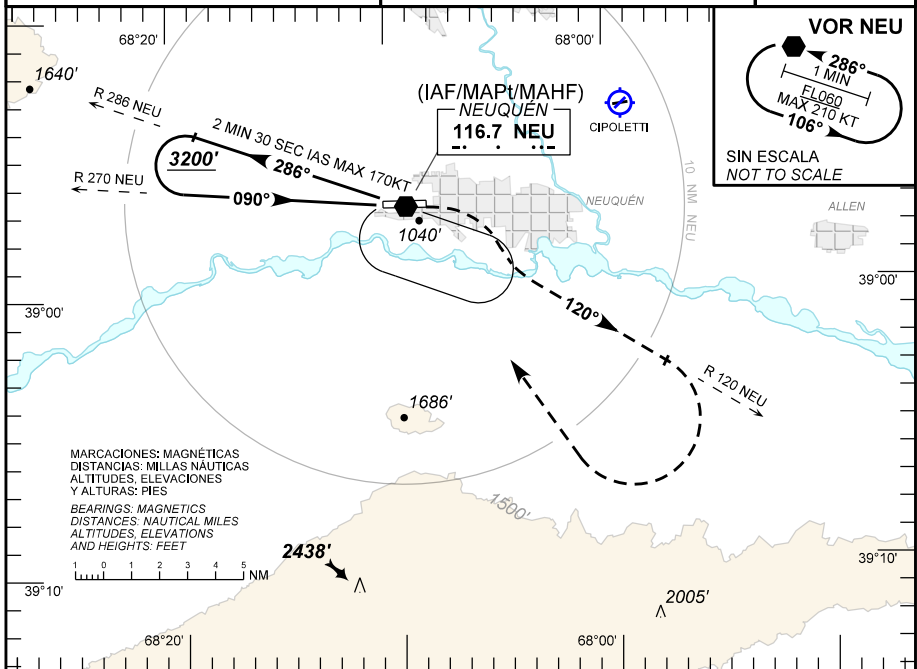 68°20'
68°00'
1640'
R 286 NEU
2 MIN 30 SEC IAS MAX 170KT
3200'
286°
R 270 NEU
090°
(IAF/MAPt/MAHF)
NEUQUÉN
116.7 NEU
CIPOLETTI
VOR NEU
286°
1 MIN
FL060
MAX 210 KT
106°
SIN ESCALA
NOT TO SCALE
10 NM NEU
NEUQUÉN
ALLEN
1040'
39°00'
39°00'
120°
R 120 NEU
1686'
MARCACIONES: MAGNÉTICAS
DISTANCIAS: MILLAS NÁUTICAS
ALTITUDES, ELEVACIONES
Y ALTURAS: PIES
BEARINGS: MAGNETICS
DISTANCES: NAUTICAL MILES
ALTITUDES, ELEVATIONS
AND HEIGHTS: FEET
1 0 1 2 3 4 5 NM
1500'
2438'
2005'
39°10'
39°10'
68°20'
68°00'